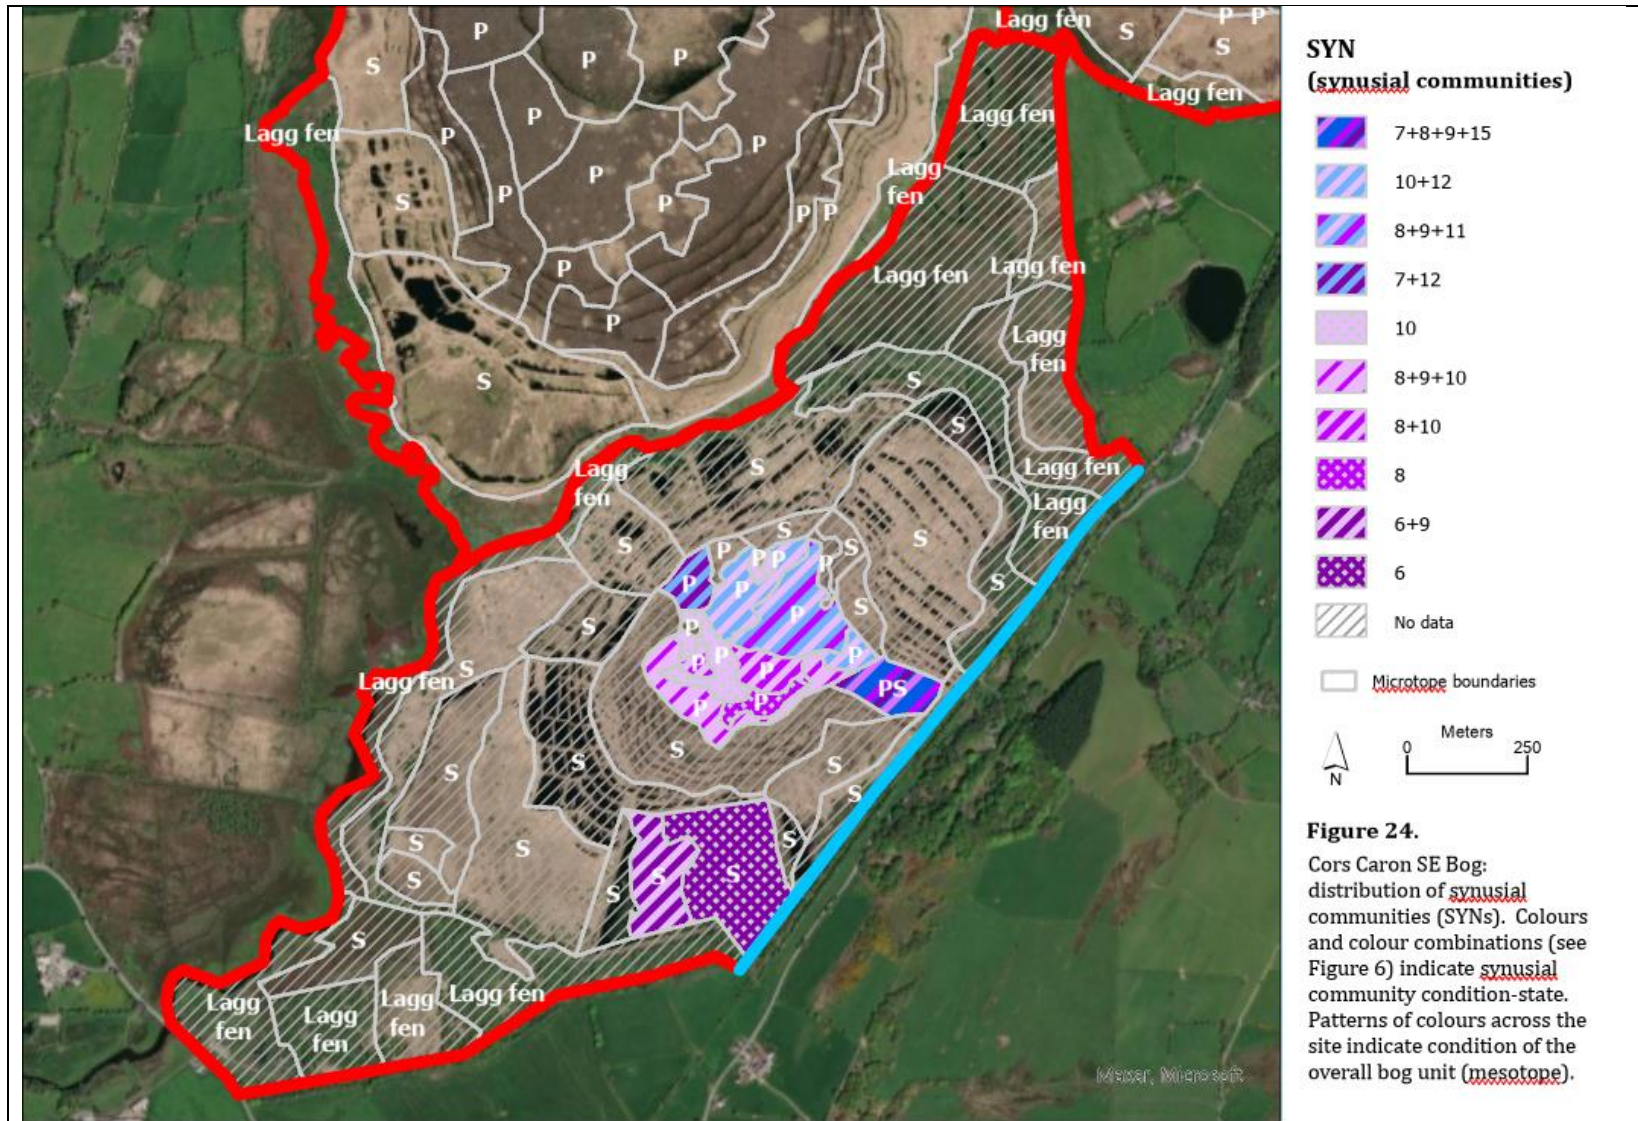 P
P
P
S
P
P
Lagg fen
S
P P
S
Lagg fen
Lagg fen
Lagg fen
P
P
P
P
P
Lagg
fen
S
P
P P
P
P
Lagg fen
Lagg fen
Lagg
fen
S
S
S
S
Lagg
fen
Lagg fen
Lagg
fen
S
S
S
S
P
P
P
P
P
P
P
S
S
S
P
P
P
P
P
P
P
S
Lagg fen
PS
S
S
S
S
S
S
S
S
S
S
S
S
S
S
Lagg
fen
Lagg
fen
Lagg
fen
Lagg fen
Maxar, Microsoft
SYN
(synusial communities)
7+8+9+15
10+12
8+9+11
7+12
10
8+9+10
8+10
8
6+9
6
No data
Microtope boundaries
Meters
0 250
N
Figure 24.
Cors Caron SE Bog:
distribution of synusial
communities (SYNs). Colours
and colour combinations (see
Figure 6) indicate synusial
community condition-state.
Patterns of colours across the
site indicate condition of the
overall bog unit (mesotope).